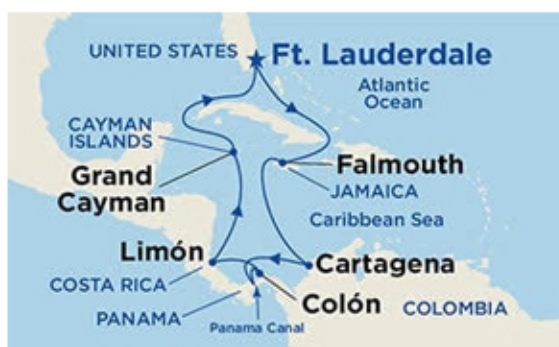 UNITED STATES
Ft. Lauderdale
Atlantic
Ocean
CAYMAN
ISLANDS
Grand
Cayman
Falmouth
JAMAICA
Caribbean Sea
Limón
COSTA RICA
PANAMA
Panama Canal
Colón
Cartagena
COLOMBIA